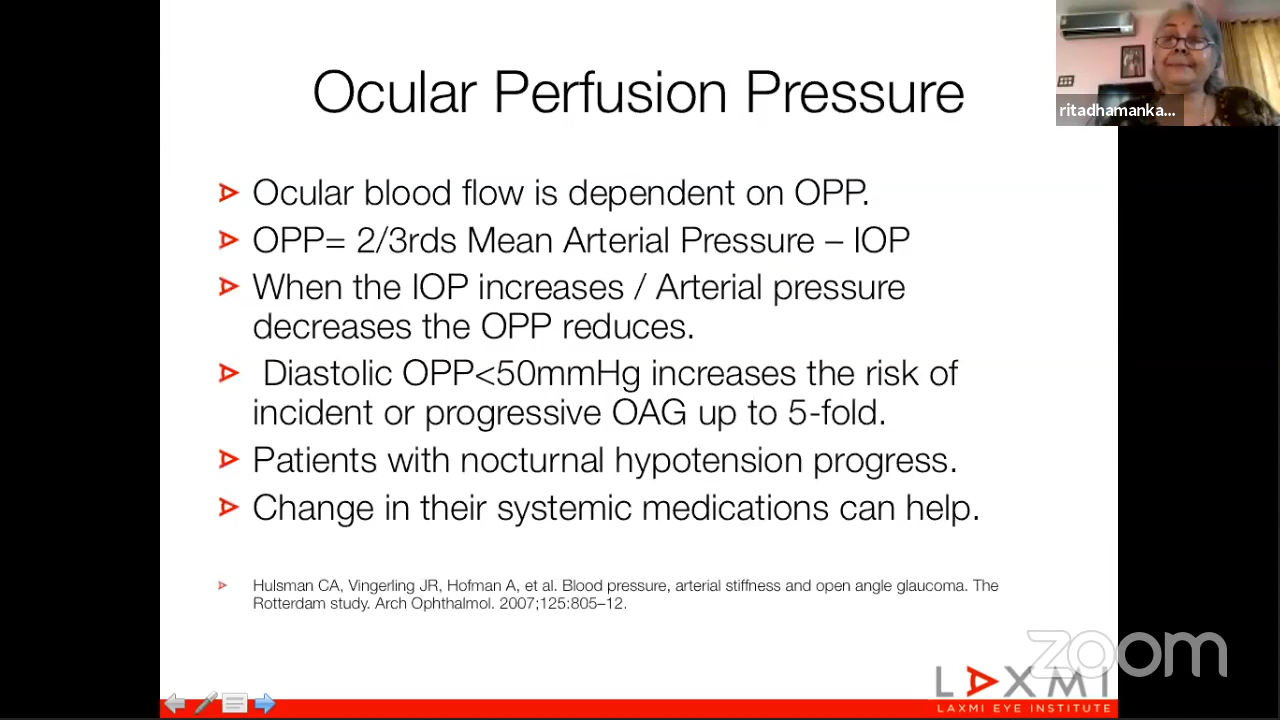 Ocular Perfusion Pressure
ritadhamanka...
Ocular blood flow is dependent on OPP.
OPP= 2/3rds Mean Arterial Pressure – IOP
When the IOP increases / Arterial pressure
decreases the OPP reduces.
Diastolic OPP<50mmHg increases the risk of
incident or progressive OAG up to 5-fold.
Patients with nocturnal hypotension progress.
Change in their systemic medications can help.
Hulsman CA, Vingerling JR, Hofman A, et al. Blood pressure, arterial stiffness and open angle glaucoma. The
Rotterdam study. Arch Ophthalmol. 2007;125:805–12.
zoom
LAXMI
LAXMI EYE INSTITUTE